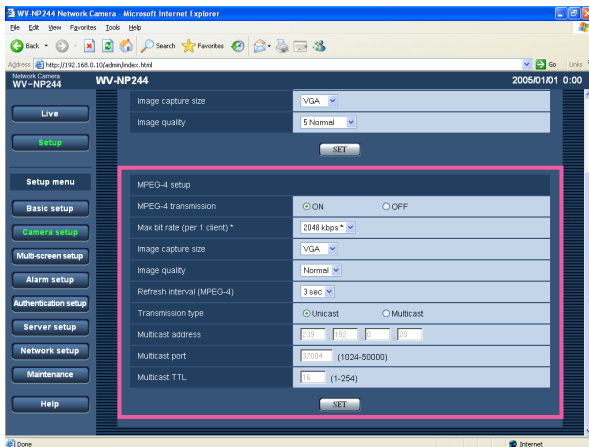 WV-NP244 Network Camera - Microsoft Internet Explorer
File Edit View Favorites Tools Help
Back Search Favorites
Address http://192.168.0.10/admin/index.html Go Links
Network Camera
WV-NP244 WV-NP244 2005/01/01 0:00
Live
Setup
Setup menu
Basic setup
Camera setup
Multi-screen setup
Alarm setup
Authentication setup
Server setup
Network setup
Maintenance
Help
Image capture size VGA
Image quality 5 Normal
SET
MPEG-4 setup
MPEG-4 transmission ON OFF
Max bit rate (per 1 client) * 2048 kbps *
Image capture size VGA
Image quality Normal
Refresh interval (MPEG-4) 3 sec
Transmission type Unicast Multicast
Multicast address 239 . 192 . 0 . 20
Multicast port 37004 (1024-50000)
Multicast TTL 16 (1-254)
SET
Done Internet